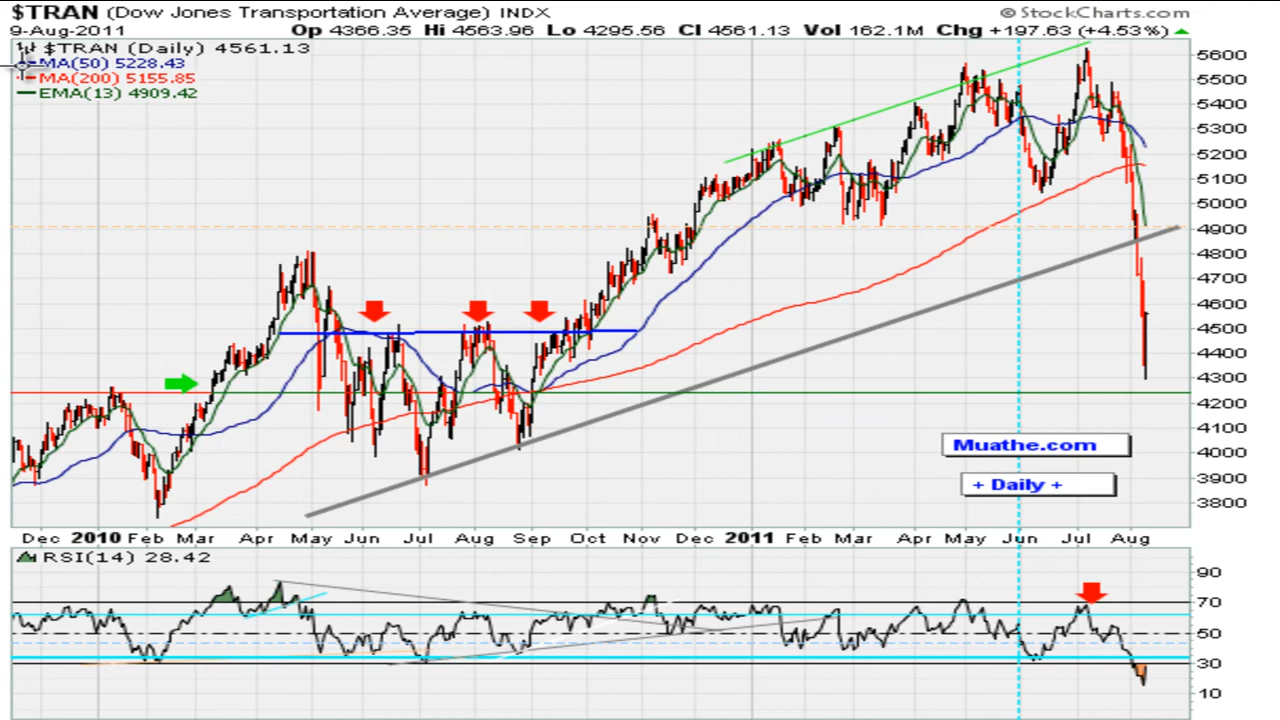 $TRAN (Dow Jones Transportation Average) INDX
© StockCharts.com
9-Aug-2011 Op 4366.35 Hi 4563.96 Lo 4295.56 Cl 4561.13 Vol 162.1M Chg +197.63 (+4.53%)
$TRAN (Daily) 4561.13
MA(50) 5228.43
MA(200) 5155.85
EMA(13) 4909.42
5600
5500
5400
5300
5200
5100
5000
4900
4800
4700
4600
4500
4400
4300
4200
4100
4000
3900
3800
Muathe.com
+ Daily +
Dec 2010 Feb Mar Apr May Jun Jul Aug Sep Oct Nov Dec 2011 Feb Mar Apr May Jun Jul Aug
RSI(14) 28.42
90
70
50
30
10